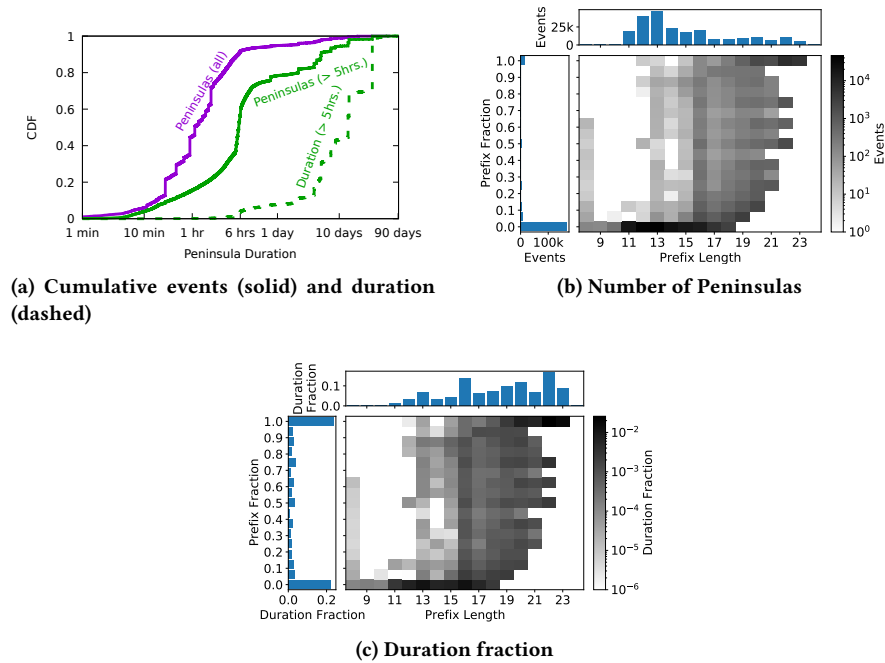 1
0.8
0.6
0.4
0.2
0
CDF
Peninsulas (all)
Peninsulas (> 5hrs.)
Duration (> 5hrs.)
1 min 10 min 1 hr 6 hrs 1 day 10 days 90 days
Peninsula Duration
(a) Cumulative events (solid) and duration
(dashed)
Events
25k
0
Prefix Fraction
1.0
0.9
0.8
0.7
0.6
0.5
0.4
0.3
0.2
0.1
0.0
0 100k
Events
9 11 13 15 17 19 21 23
Prefix Length
10^4
10^3
10^2
10^1
10^0
Events
(b) Number of Peninsulas
Duration
Fraction
0.1
0.0
Prefix Fraction
1.0
0.9
0.8
0.7
0.6
0.5
0.4
0.3
0.2
0.1
0.0
0.0 0.2
Duration Fraction
9 11 13 15 17 19 21 23
Prefix Length
10^-2
10^-3
10^-4
10^-5
10^-6
Duration Fraction
(c) Duration fraction